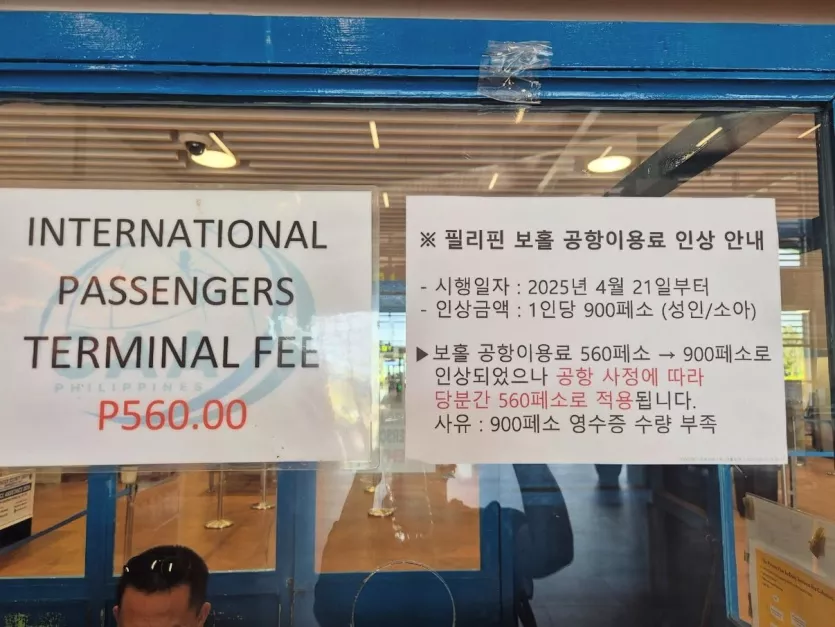 INTERNATIONAL
PASSENGERS
TERMINAL FEE
PHILIPPINES
P560.00
※ 필리핀 보홀 공항이용료 인상 안내
- 시행일자 : 2025년 4월 21일부터
- 인상금액 : 1인당 900페소 (성인/소아)
▶보홀 공항이용료 560페소 → 900페소로
인상되었으나 공항 사정에 따라
당분간 560페소로 적용됩니다.
사유 : 900페소 영수증 수량 부족